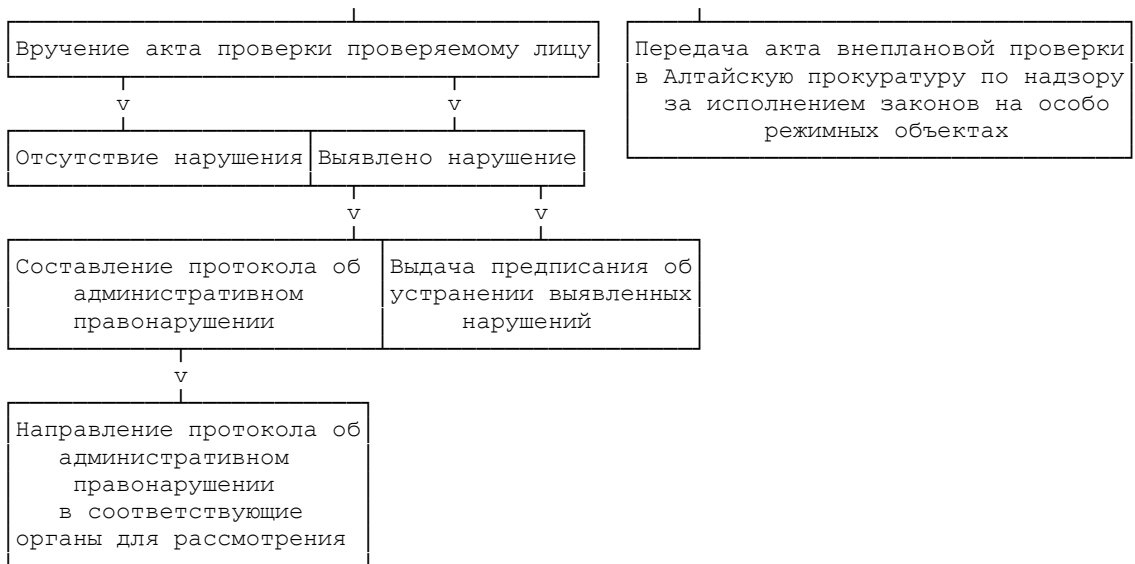 Вручение акта проверки проверяемому лицу
Передача акта внеплановой проверки
в Алтайскую прокуратуру по надзору
за исполнением законов на особо
режимных объектах
v
v
Отсутствие нарушения
Выявлено нарушение
v
v
Составление протокола об
административном
правонарушении
Выдача предписания об
устранении выявленных
нарушений
v
Направление протокола об
административном
правонарушении
в соответствующие
органы для рассмотрения